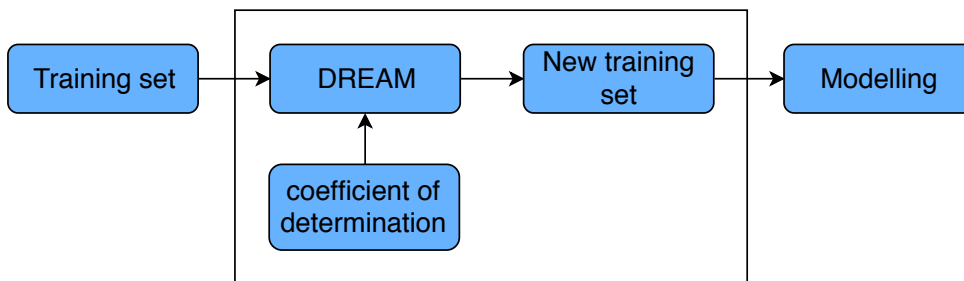 Training set
DREAM
New training
set
Modelling
coefficient of
determination